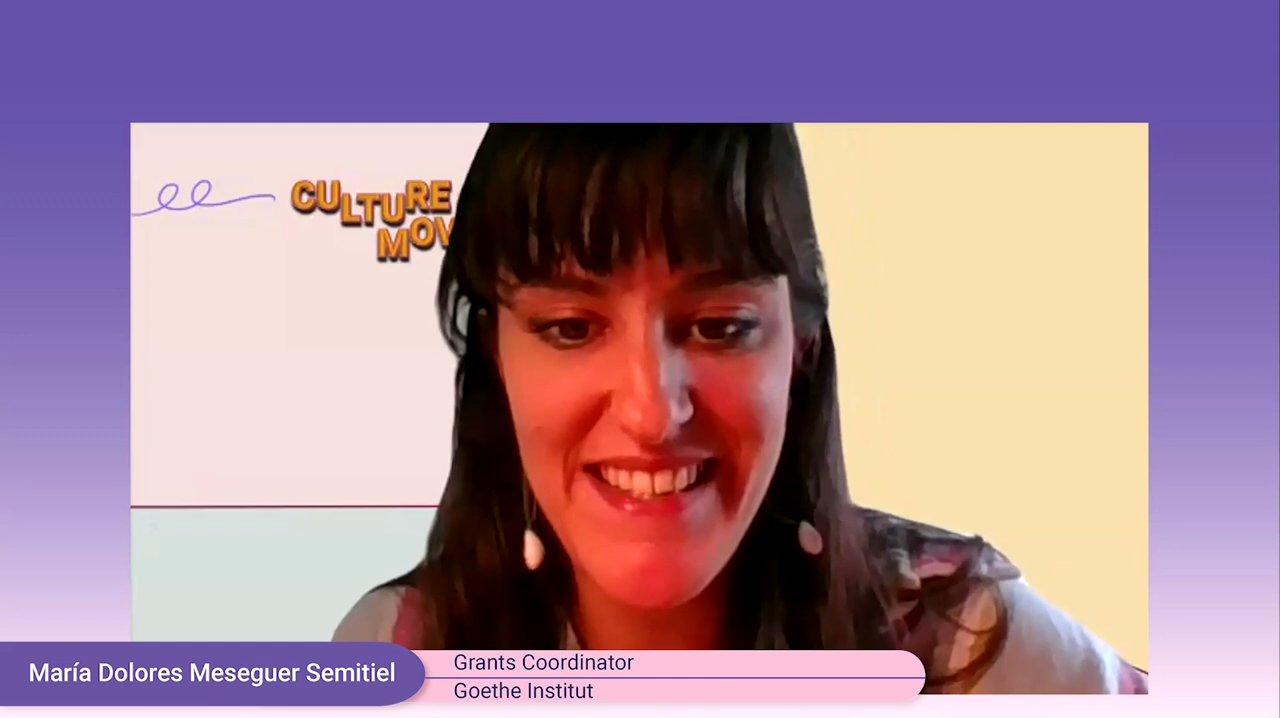 CULTURE
MOV
María Dolores Meseguer Semitiel
Grants Coordinator
Goethe Institut